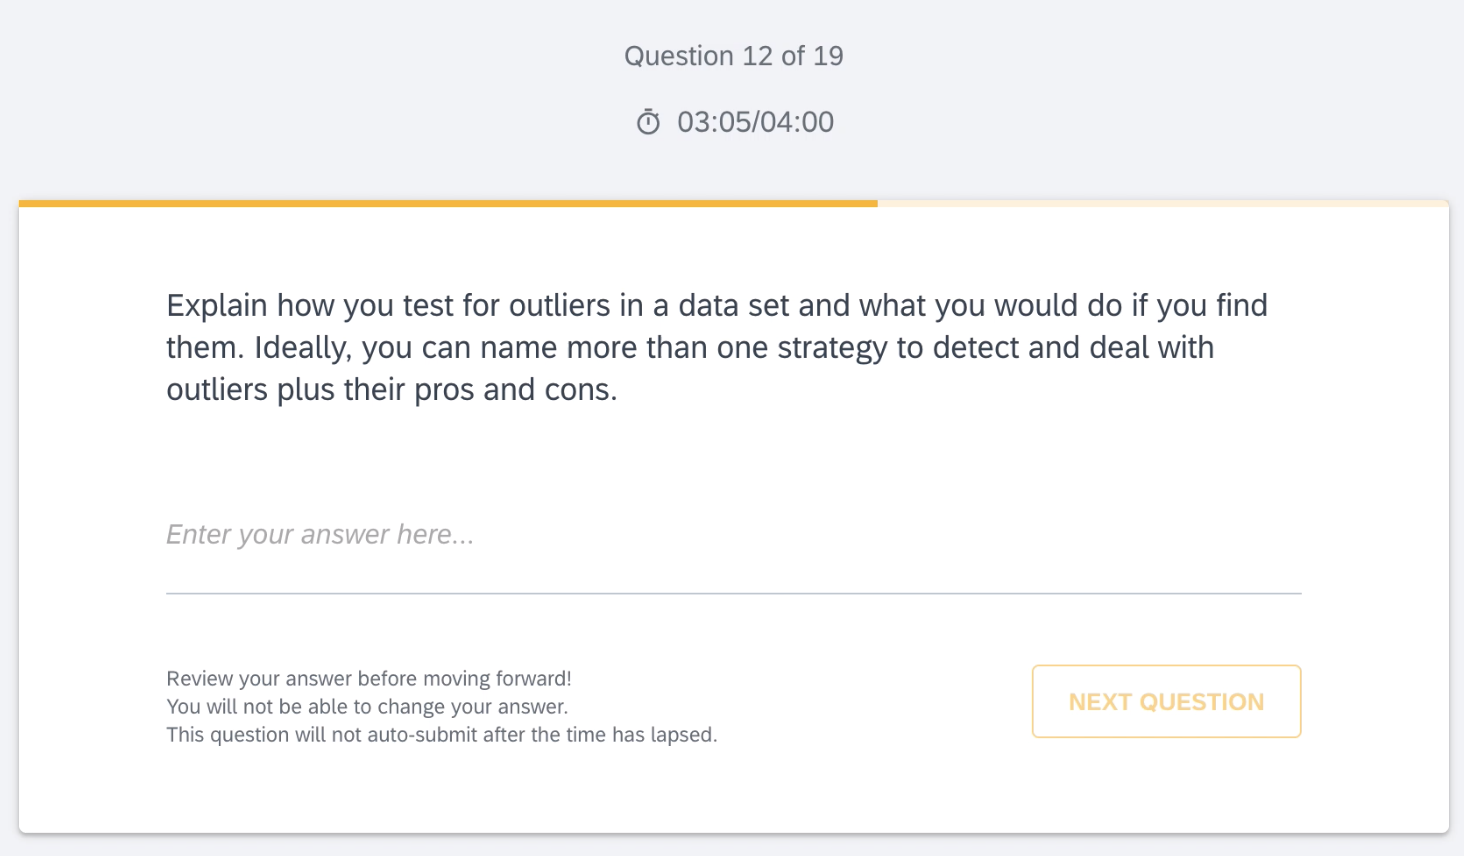 Question 12 of 19
03:05/04:00
Explain how you test for outliers in a data set and what you would do if you find
them. Ideally, you can name more than one strategy to detect and deal with
outliers plus their pros and cons.
Enter your answer here...
Review your answer before moving forward!
You will not be able to change your answer.
This question will not auto-submit after the time has lapsed.
NEXT QUESTION